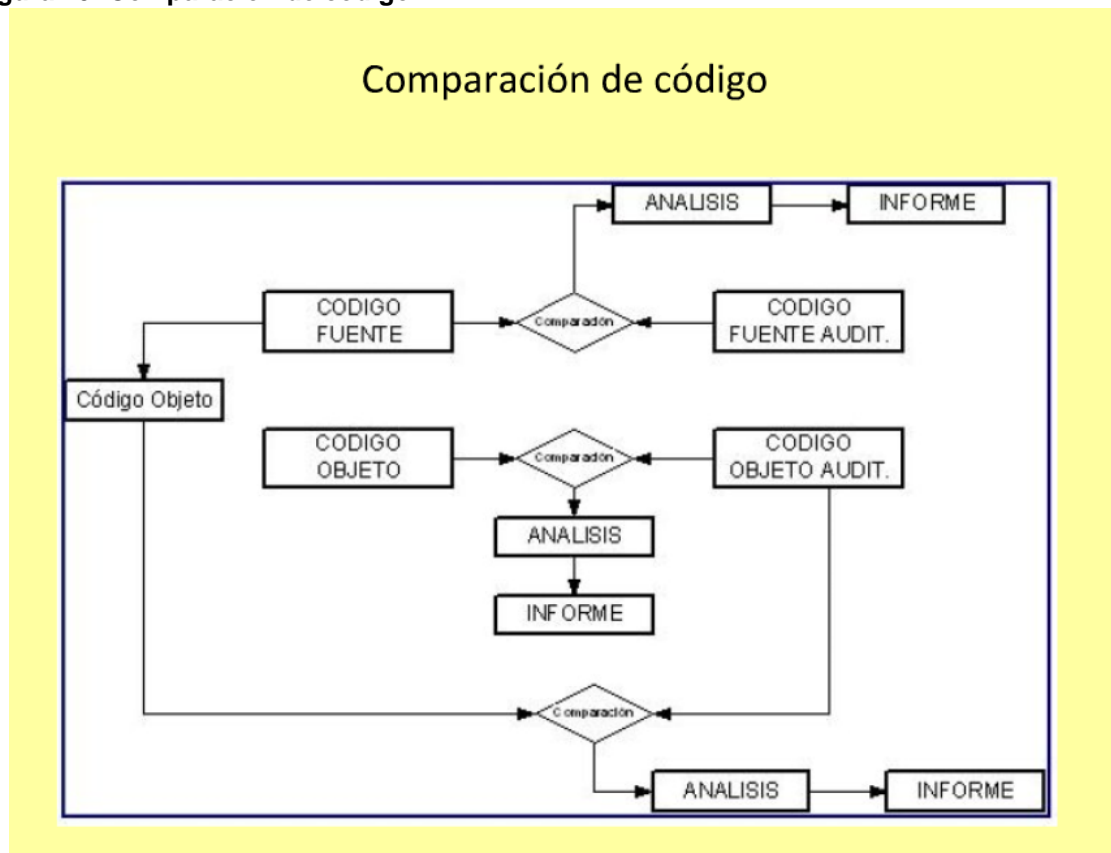 Comparación de código
ANALISIS
INFORME
CODIGO
FUENTE
Comparación
CODIGO
FUENTE AUDIT.
Código Objeto
CODIGO
OBJETO
Comparación
CODIGO
OBJETO AUDIT.
ANALISIS
INFORME
Comparación
ANALISIS
INFORME